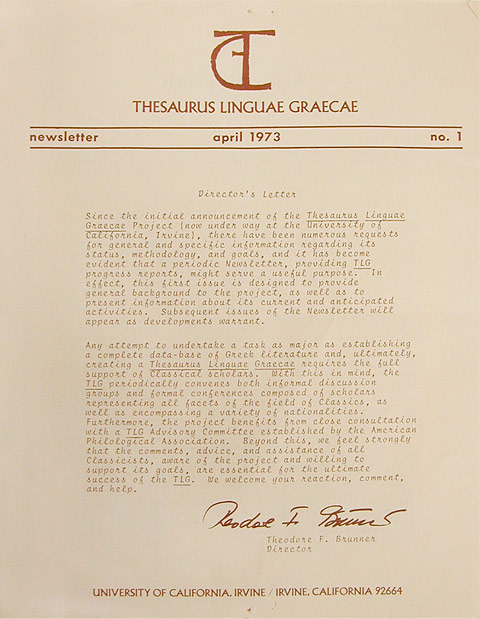 THESAURUS LINGUAE GRAECAE
newsletter april 1973 no. 1
Director's Letter
Since the initial announcement of the Thesaurus Linguae
Graecae Project (now under way at the University of
California, Irvine), there have been numerous requests
for general and specific information regarding its
status, methodology, and goals, and it has become
evident that a periodic Newsletter, providing TLG
progress reports, might serve a useful purpose. In
effect, this first issue is designed to provide
general background to the project, as well as to
present information about its current and anticipated
activities. Subsequent issues of the Newsletter will
appear as developments warrant.
Any attempt to undertake a task as major as establishing
a complete data-base of Greek literature and, ultimately,
creating a Thesaurus Linguae Graecae requires the full
support of Classical scholars. With this in mind, the
TLG periodically convenes both informal discussion
groups and formal conferences composed of scholars
representing all facets of the field of Classics, as
well as encompassing a variety of nationalities.
Furthermore, the project benefits from close consultation
with a TLG Advisory Committee established by the American
Philological Association. Beyond this, we feel strongly
that the comments, advice, and assistance of all
Classicists, aware of the project and willing to
support its goals, are essential for the ultimate
success of the TLG. We welcome your reaction, comment,
and help.
Theodore F. Brunner
Theodore F. Brunner
Director
UNIVERSITY OF CALIFORNIA, IRVINE / IRVINE, CALIFORNIA 92664